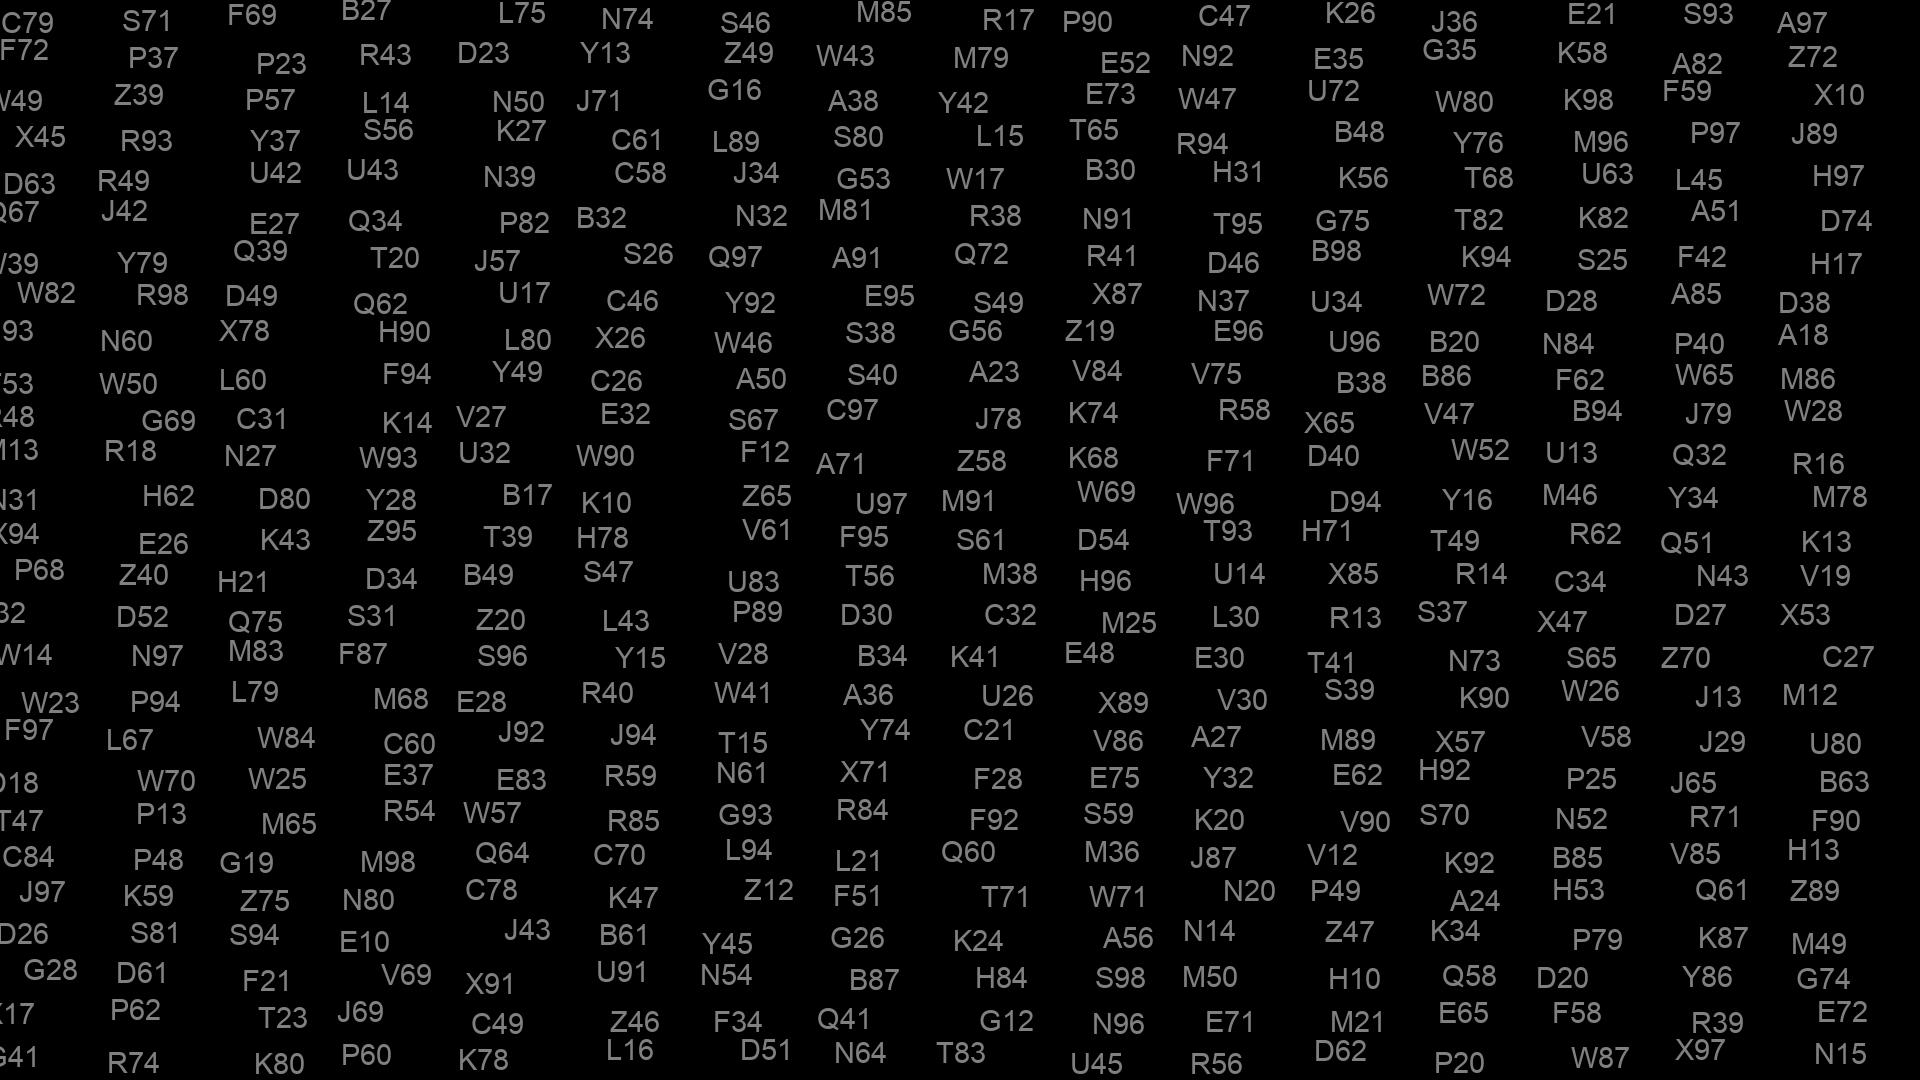 C79 S71 F69 B27 L75 N74 S46 M85 R17 P90 C47 K26 J36 E21 S93 A97
F72 P37 P23 R43 D23 Y13 Z49 W43 M79 E52 N92 E35 G35 K58 A82 Z72
W49 Z39 P57 L14 N50 J71 G16 A38 Y42 E73 W47 U72 W80 K98 F59 X10
X45 R93 Y37 S56 K27 C61 L89 S80 L15 T65 R94 B48 Y76 M96 P97 J89
D63 R49 U42 U43 N39 C58 J34 G53 W17 B30 H31 K56 T68 U63 L45 H97
Q67 J42 E27 Q34 P82 B32 N32 M81 R38 N91 T95 G75 T82 K82 A51 D74
Y79 Q39 T20 J57 S26 Q97 A91 Q72 R41 D46 B98 K94 S25 F42 H17
W82 R98 D49 Q62 U17 C46 Y92 E95 S49 X87 N37 U34 W72 D28 A85 D38
93 N60 X78 H90 L80 X26 W46 S38 G56 Z19 E96 U96 B20 N84 P40 A18
53 W50 L60 F94 Y49 C26 A50 S40 A23 V84 V75 B38 B86 F62 W65 M86
48 G69 C31 K14 V27 E32 S67 C97 J78 K74 R58 X65 V47 B94 J79 W28
M13 R18 N27 W93 U32 W90 F12 A71 Z58 K68 F71 D40 W52 U13 Q32 R16
N31 H62 D80 Y28 B17 K10 Z65 U97 M91 W69 W96 D94 Y16 M46 Y34 M78
X94 E26 K43 Z95 T39 H78 V61 F95 S61 D54 T93 H71 T49 R62 Q51 K13
P68 Z40 H21 D34 B49 S47 U83 T56 M38 H96 U14 X85 R14 C34 N43 V19
32 D52 Q75 S31 Z20 L43 P89 D30 C32 M25 L30 R13 S37 X47 D27 X53
W14 N97 M83 F87 S96 Y15 V28 B34 K41 E48 E30 T41 N73 S65 Z70 C27
W23 P94 L79 M68 E28 R40 W41 A36 U26 X89 V30 S39 K90 W26 J13 M12
F97 L67 W84 C60 J92 J94 T15 Y74 C21 V86 A27 M89 X57 V58 J29 U80
18 W70 W25 E37 E83 R59 N61 X71 F28 E75 Y32 E62 H92 P25 J65 B63
T47 P13 M65 R54 W57 R85 G93 R84 F92 S59 K20 V90 S70 N52 R71 F90
C84 P48 G19 M98 Q64 C70 L94 L21 Q60 M36 J87 V12 K92 B85 V85 H13
J97 K59 Z75 N80 C78 K47 Z12 F51 T71 W71 N20 P49 A24 H53 Q61 Z89
D26 S81 S94 E10 J43 B61 Y45 G26 K24 A56 N14 Z47 K34 P79 K87 M49
G28 D61 F21 V69 X91 U91 N54 B87 H84 S98 M50 H10 Q58 D20 Y86 G74
17 P62 T23 J69 C49 Z46 F34 Q41 G12 N96 E71 M21 E65 F58 R39 E72
G41 R74 K80 P60 K78 L16 D51 N64 T83 U45 R56 D62 P20 W87 X97 N15